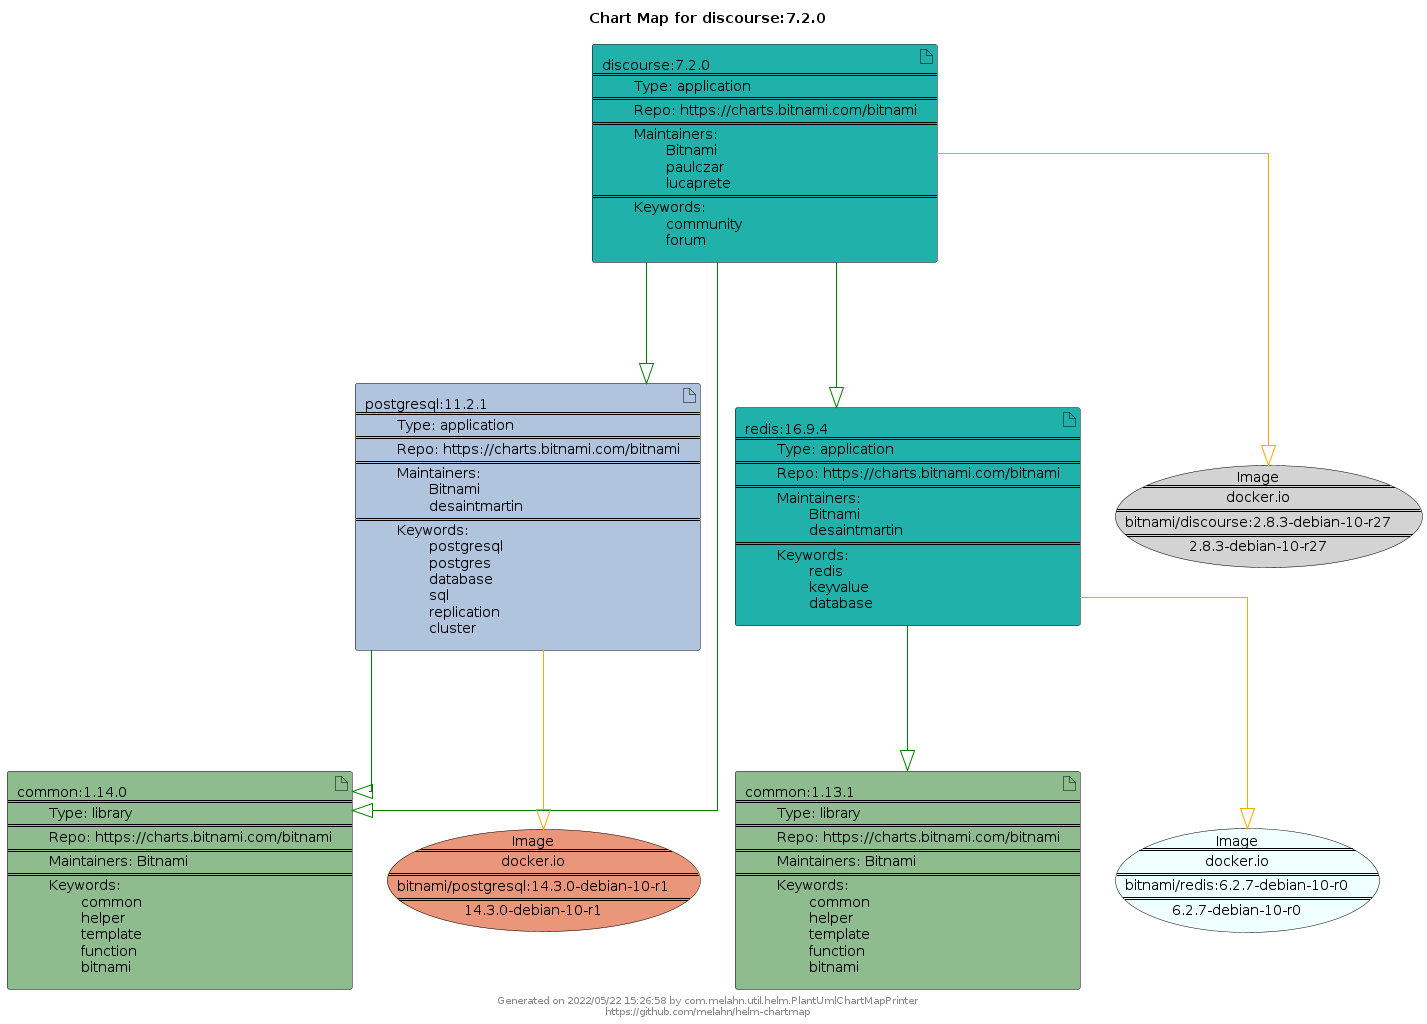 Chart Map for discourse:7.2.0
discourse:7.2.0
Type: application
Repo: https://charts.bitnami.com/bitnami
Maintainers:
Bitnami
paulczar
lucaprete
Keywords:
community
forum
postgresql:11.2.1
Type: application
Repo: https://charts.bitnami.com/bitnami
Maintainers:
Bitnami
desaintmartin
Keywords:
postgresql
postgres
database
sql
replication
cluster
redis:16.9.4
Type: application
Repo: https://charts.bitnami.com/bitnami
Maintainers:
Bitnami
desaintmartin
Keywords:
redis
keyvalue
database
Image
docker.io
bitnami/discourse:2.8.3-debian-10-r27
2.8.3-debian-10-r27
common:1.14.0
Type: library
Repo: https://charts.bitnami.com/bitnami
Maintainers: Bitnami
Keywords:
common
helper
template
function
bitnami
Image
docker.io
bitnami/postgresql:14.3.0-debian-10-r1
14.3.0-debian-10-r1
common:1.13.1
Type: library
Repo: https://charts.bitnami.com/bitnami
Maintainers: Bitnami
Keywords:
common
helper
template
function
bitnami
Image
docker.io
bitnami/redis:6.2.7-debian-10-r0
6.2.7-debian-10-r0
Generated on 2022/05/22 15:26:58 by com.melahn.util.helm.PlantUmlChartMapPrinter
https://github.com/melahn/helm-chartmap